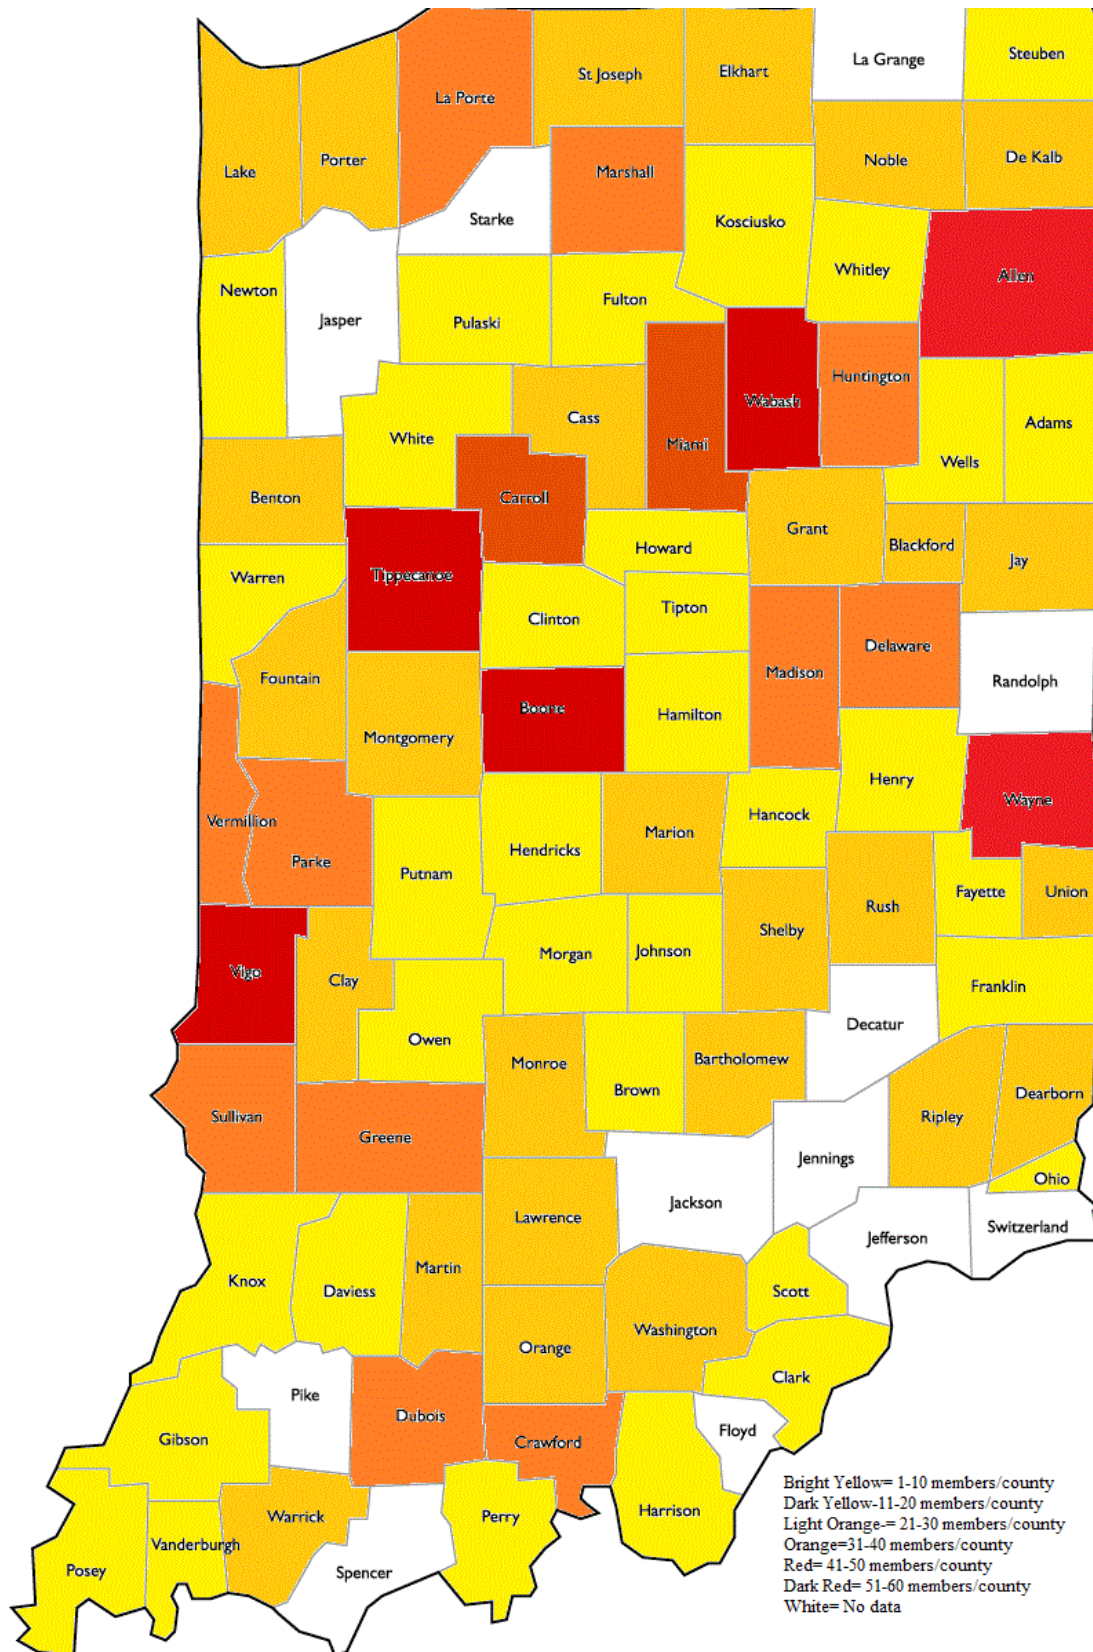 La Grange
Steuben
St Joseph
Elkhart
La Porte
Porter
Lake
Noble
De Kalb
Marshall
Starke
Kosciusko
Whitley
Allen
Newton
Jasper
Pulaski
Fulton
Huntington
Wabash
Miami
Cass
White
Adams
Wells
Benton
Carroll
Grant
Blackford
Jay
Howard
Warren
Tippecanoe
Clinton
Tipton
Delaware
Madison
Randolph
Fountain
Boone
Hamilton
Montgomery
Henry
Wayne
Hancock
Vermillion
Marion
Parke
Hendricks
Putnam
Fayette
Union
Rush
Shelby
Vigo
Clay
Morgan
Johnson
Franklin
Decatur
Owen
Monroe
Bartholomew
Brown
Dearborn
Ripley
Sullivan
Greene
Jennings
Ohio
Jackson
Lawrence
Switzerland
Jefferson
Knox
Daviess
Martin
Scott
Washington
Orange
Clark
Pike
Dubois
Floyd
Gibson
Crawford
Harrison
Perry
Warrick
Vanderburgh
Posey
Spencer
Bright Yellow= 1-10 members/county
Dark Yellow-11-20 members/county
Light Orange-= 21-30 members/county
Orange=31-40 members/county
Red= 41-50 members/county
Dark Red= 51-60 members/county
White= No data